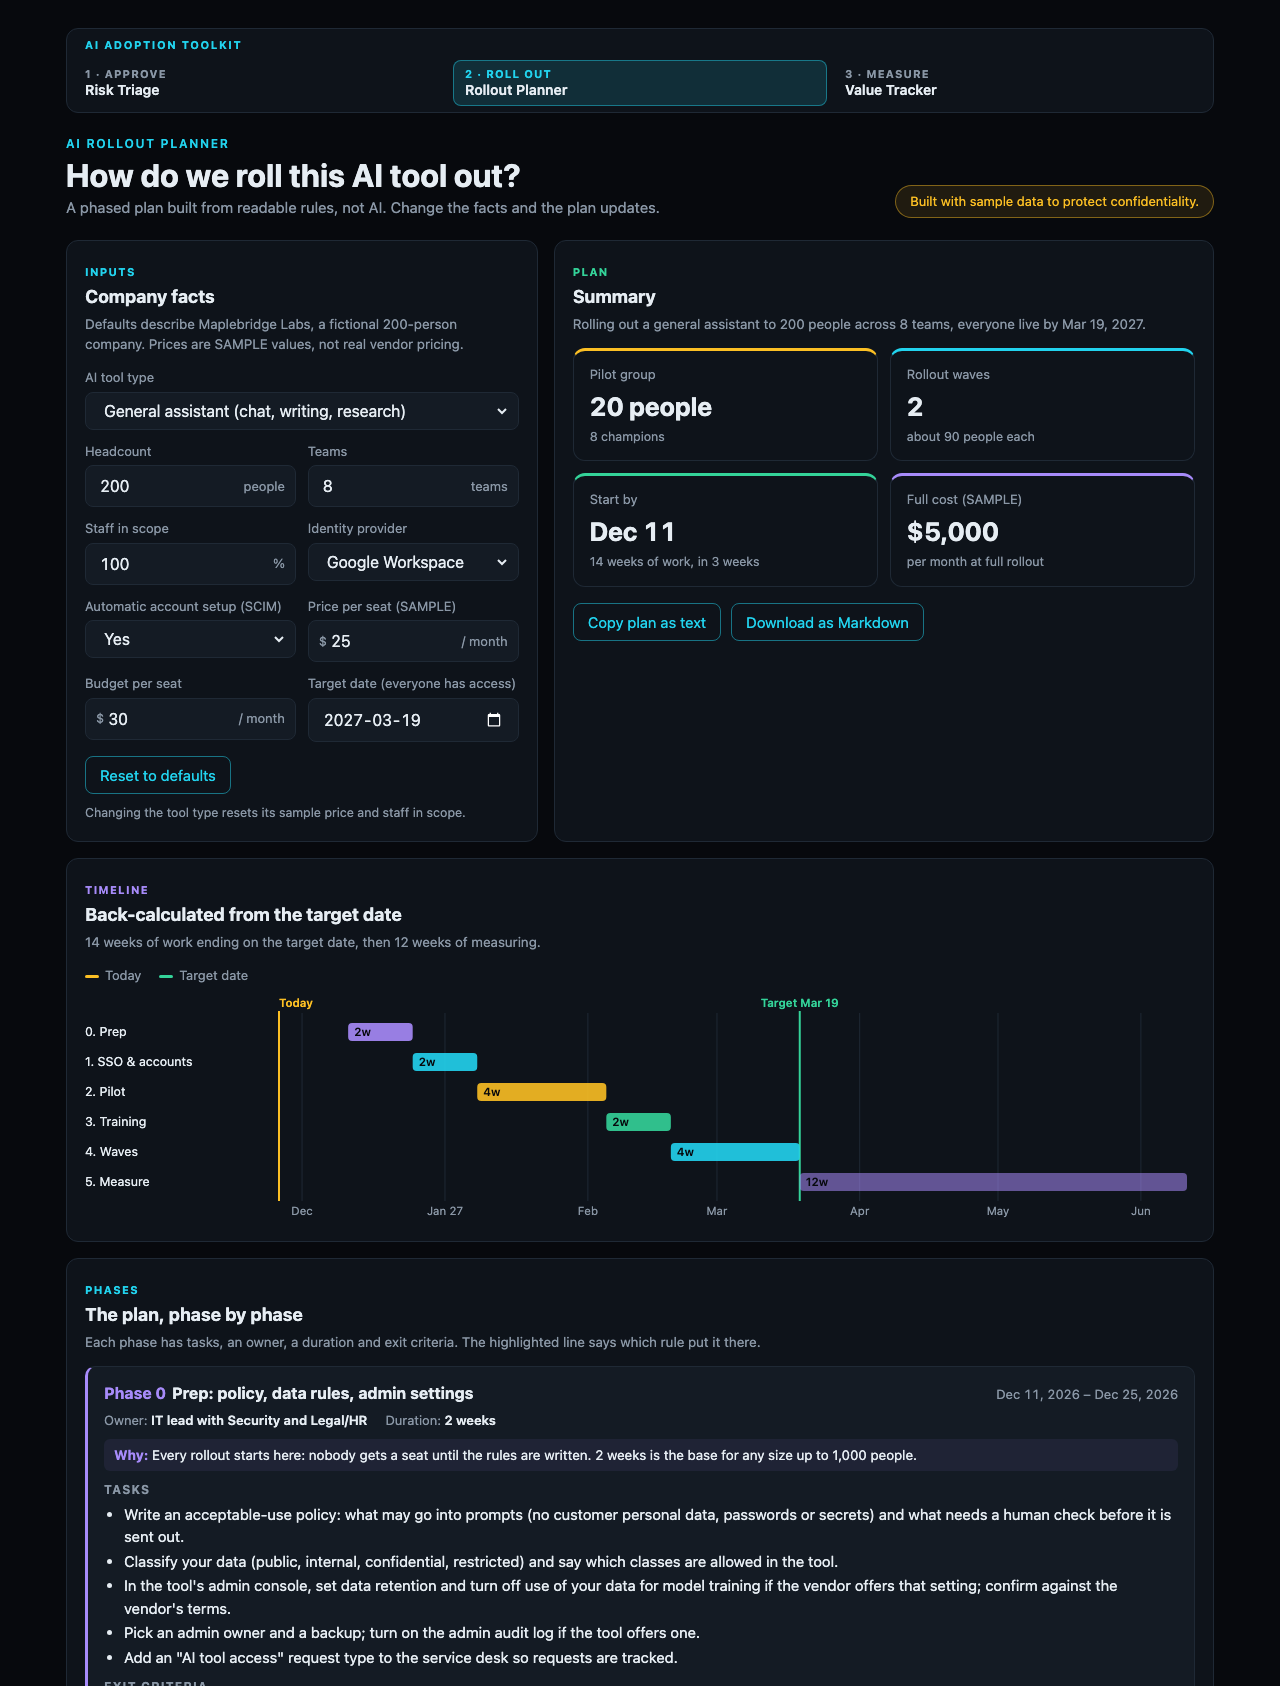 AI ADOPTION TOOLKIT
1 · APPROVE
Risk Triage
2 · ROLL OUT
Rollout Planner
3 · MEASURE
Value Tracker
AI ROLLOUT PLANNER
How do we roll this AI tool out?
A phased plan built from readable rules, not AI. Change the facts and the plan updates.
Built with sample data to protect confidentiality.
INPUTS
Company facts
Defaults describe Maplebridge Labs, a fictional 200-person
company. Prices are SAMPLE values, not real vendor pricing.
AI tool type
General assistant (chat, writing, research)
Headcount
200 people
Teams
8 teams
Staff in scope
100 %
Identity provider
Google Workspace
Automatic account setup (SCIM)
Yes
Price per seat (SAMPLE)
$ 25 / month
Budget per seat
$ 30 / month
Target date (everyone has access)
2027-03-19
Reset to defaults
Changing the tool type resets its sample price and staff in scope.
PLAN
Summary
Rolling out a general assistant to 200 people across 8 teams, everyone live by Mar 19, 2027.
Pilot group
20 people
8 champions
Rollout waves
2
about 90 people each
Start by
Dec 11
14 weeks of work, in 3 weeks
Full cost (SAMPLE)
$5,000
per month at full rollout
Copy plan as text
Download as Markdown
TIMELINE
Back-calculated from the target date
14 weeks of work ending on the target date, then 12 weeks of measuring.
Today
Target date
Today
Target Mar 19
0. Prep
2w
1. SSO & accounts
2w
2. Pilot
4w
3. Training
2w
4. Waves
4w
5. Measure
12w
Dec
Jan 27
Feb
Mar
Apr
May
Jun
PHASES
The plan, phase by phase
Each phase has tasks, an owner, a duration and exit criteria. The highlighted line says which rule put it there.
Phase 0 Prep: policy, data rules, admin settings
Dec 11, 2026 – Dec 25, 2026
Owner: IT lead with Security and Legal/HR Duration: 2 weeks
Why: Every rollout starts here: nobody gets a seat until the rules are written. 2 weeks is the base for any size up to 1,000 people.
TASKS
• Write an acceptable-use policy: what may go into prompts (no customer personal data, passwords or secrets) and what needs a human check before it is
sent out.
• Classify your data (public, internal, confidential, restricted) and say which classes are allowed in the tool.
• In the tool's admin console, set data retention and turn off use of your data for model training if the vendor offers that setting; confirm against the
vendor's terms.
• Pick an admin owner and a backup; turn on the admin audit log if the tool offers one.
• Add an "AI tool access" request type to the service desk so requests are tracked.
EXIT CRITERIA